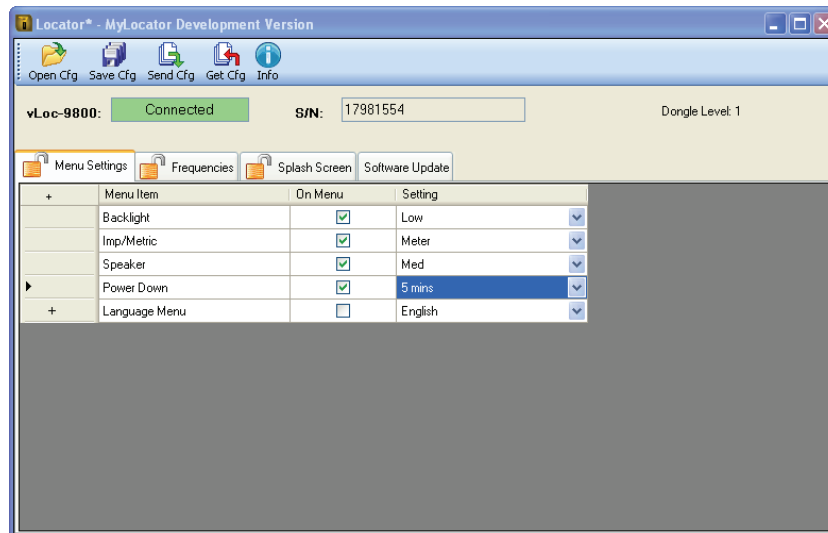 Locator* - MyLocator Development Version
Open Cfg Save Cfg Send Cfg Get Cfg Info
vLoc-9800: Connected S/N: 17981554 Dongle Level: 1
Menu Settings Frequencies Splash Screen Software Update
+ Menu Item On Menu Setting
Backlight Low
Imp/Metric Meter
Speaker Med
Power Down 5 mins
+ Language Menu English